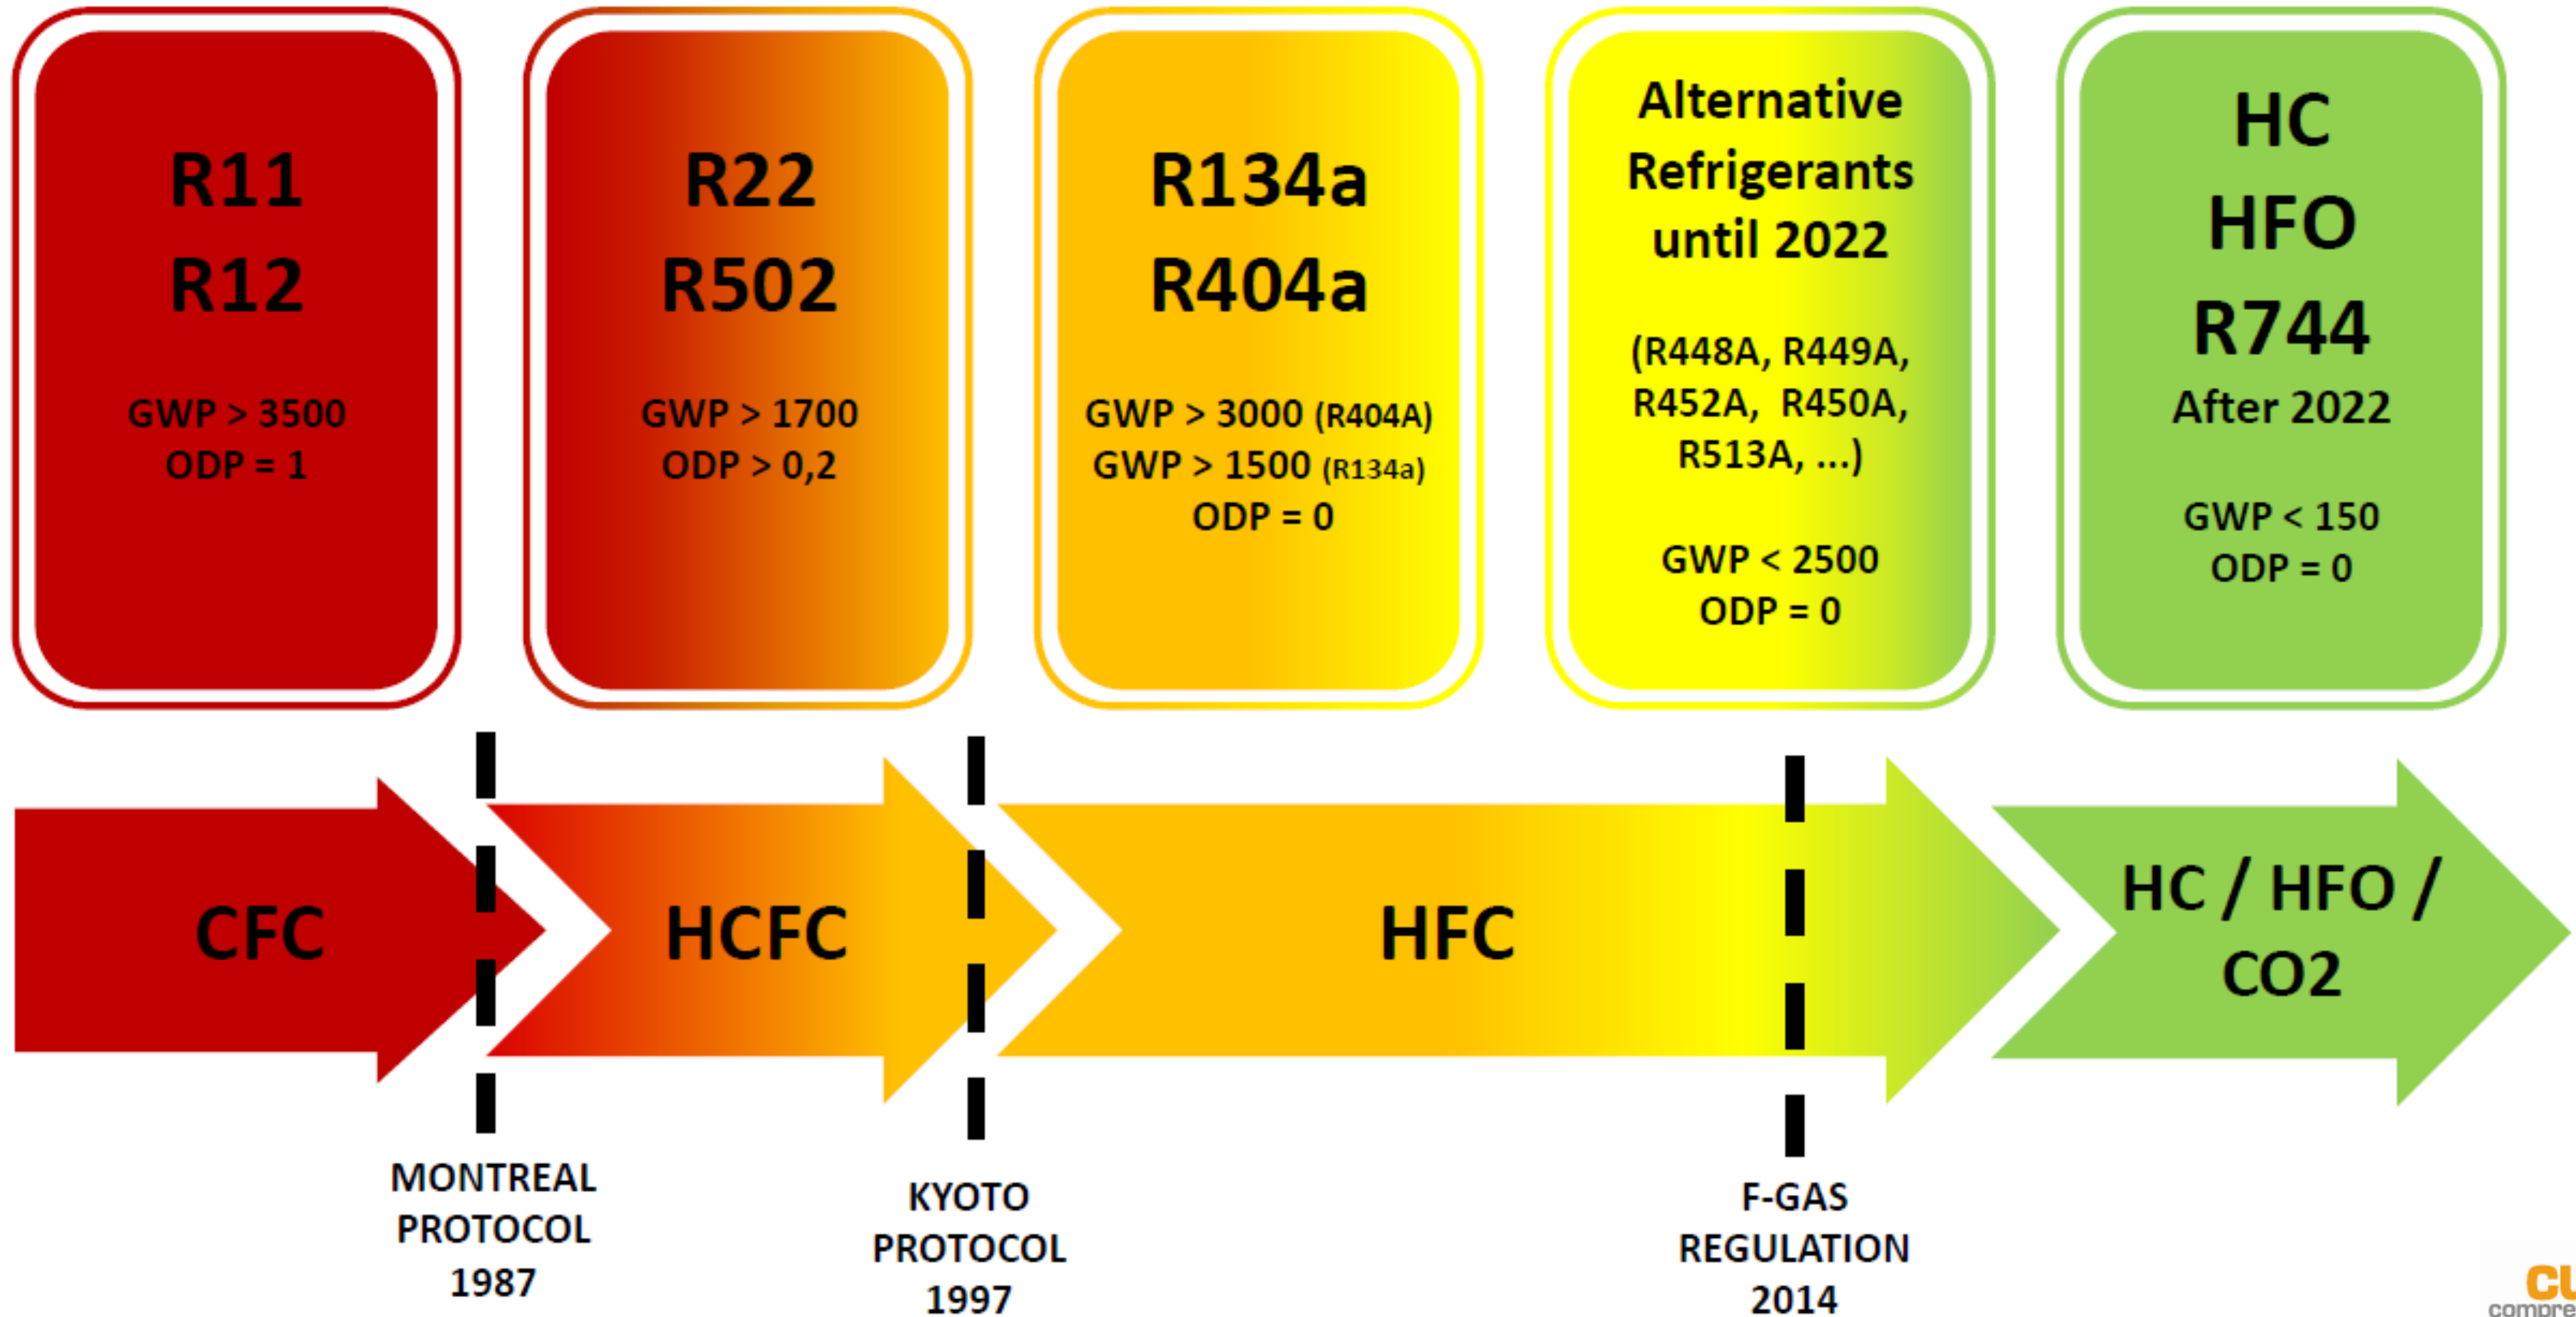 R11
R12
GWP > 3500
ODP = 1
R22
R502
GWP > 1700
ODP > 0,2
R134a
R404a
GWP > 3000 (R404A)
GWP > 1500 (R134a)
ODP = 0
Alternative
Refrigerants
until 2022
(R448A, R449A,
R452A, R450A,
R513A, ...)
GWP < 2500
ODP = 0
HC
HFO
R744
After 2022
GWP < 150
ODP = 0
CFC
HCFC
HFC
HC / HFO /
CO2
MONTREAL
PROTOCOL
1987
KYOTO
PROTOCOL
1997
F-GAS
REGULATION
2014